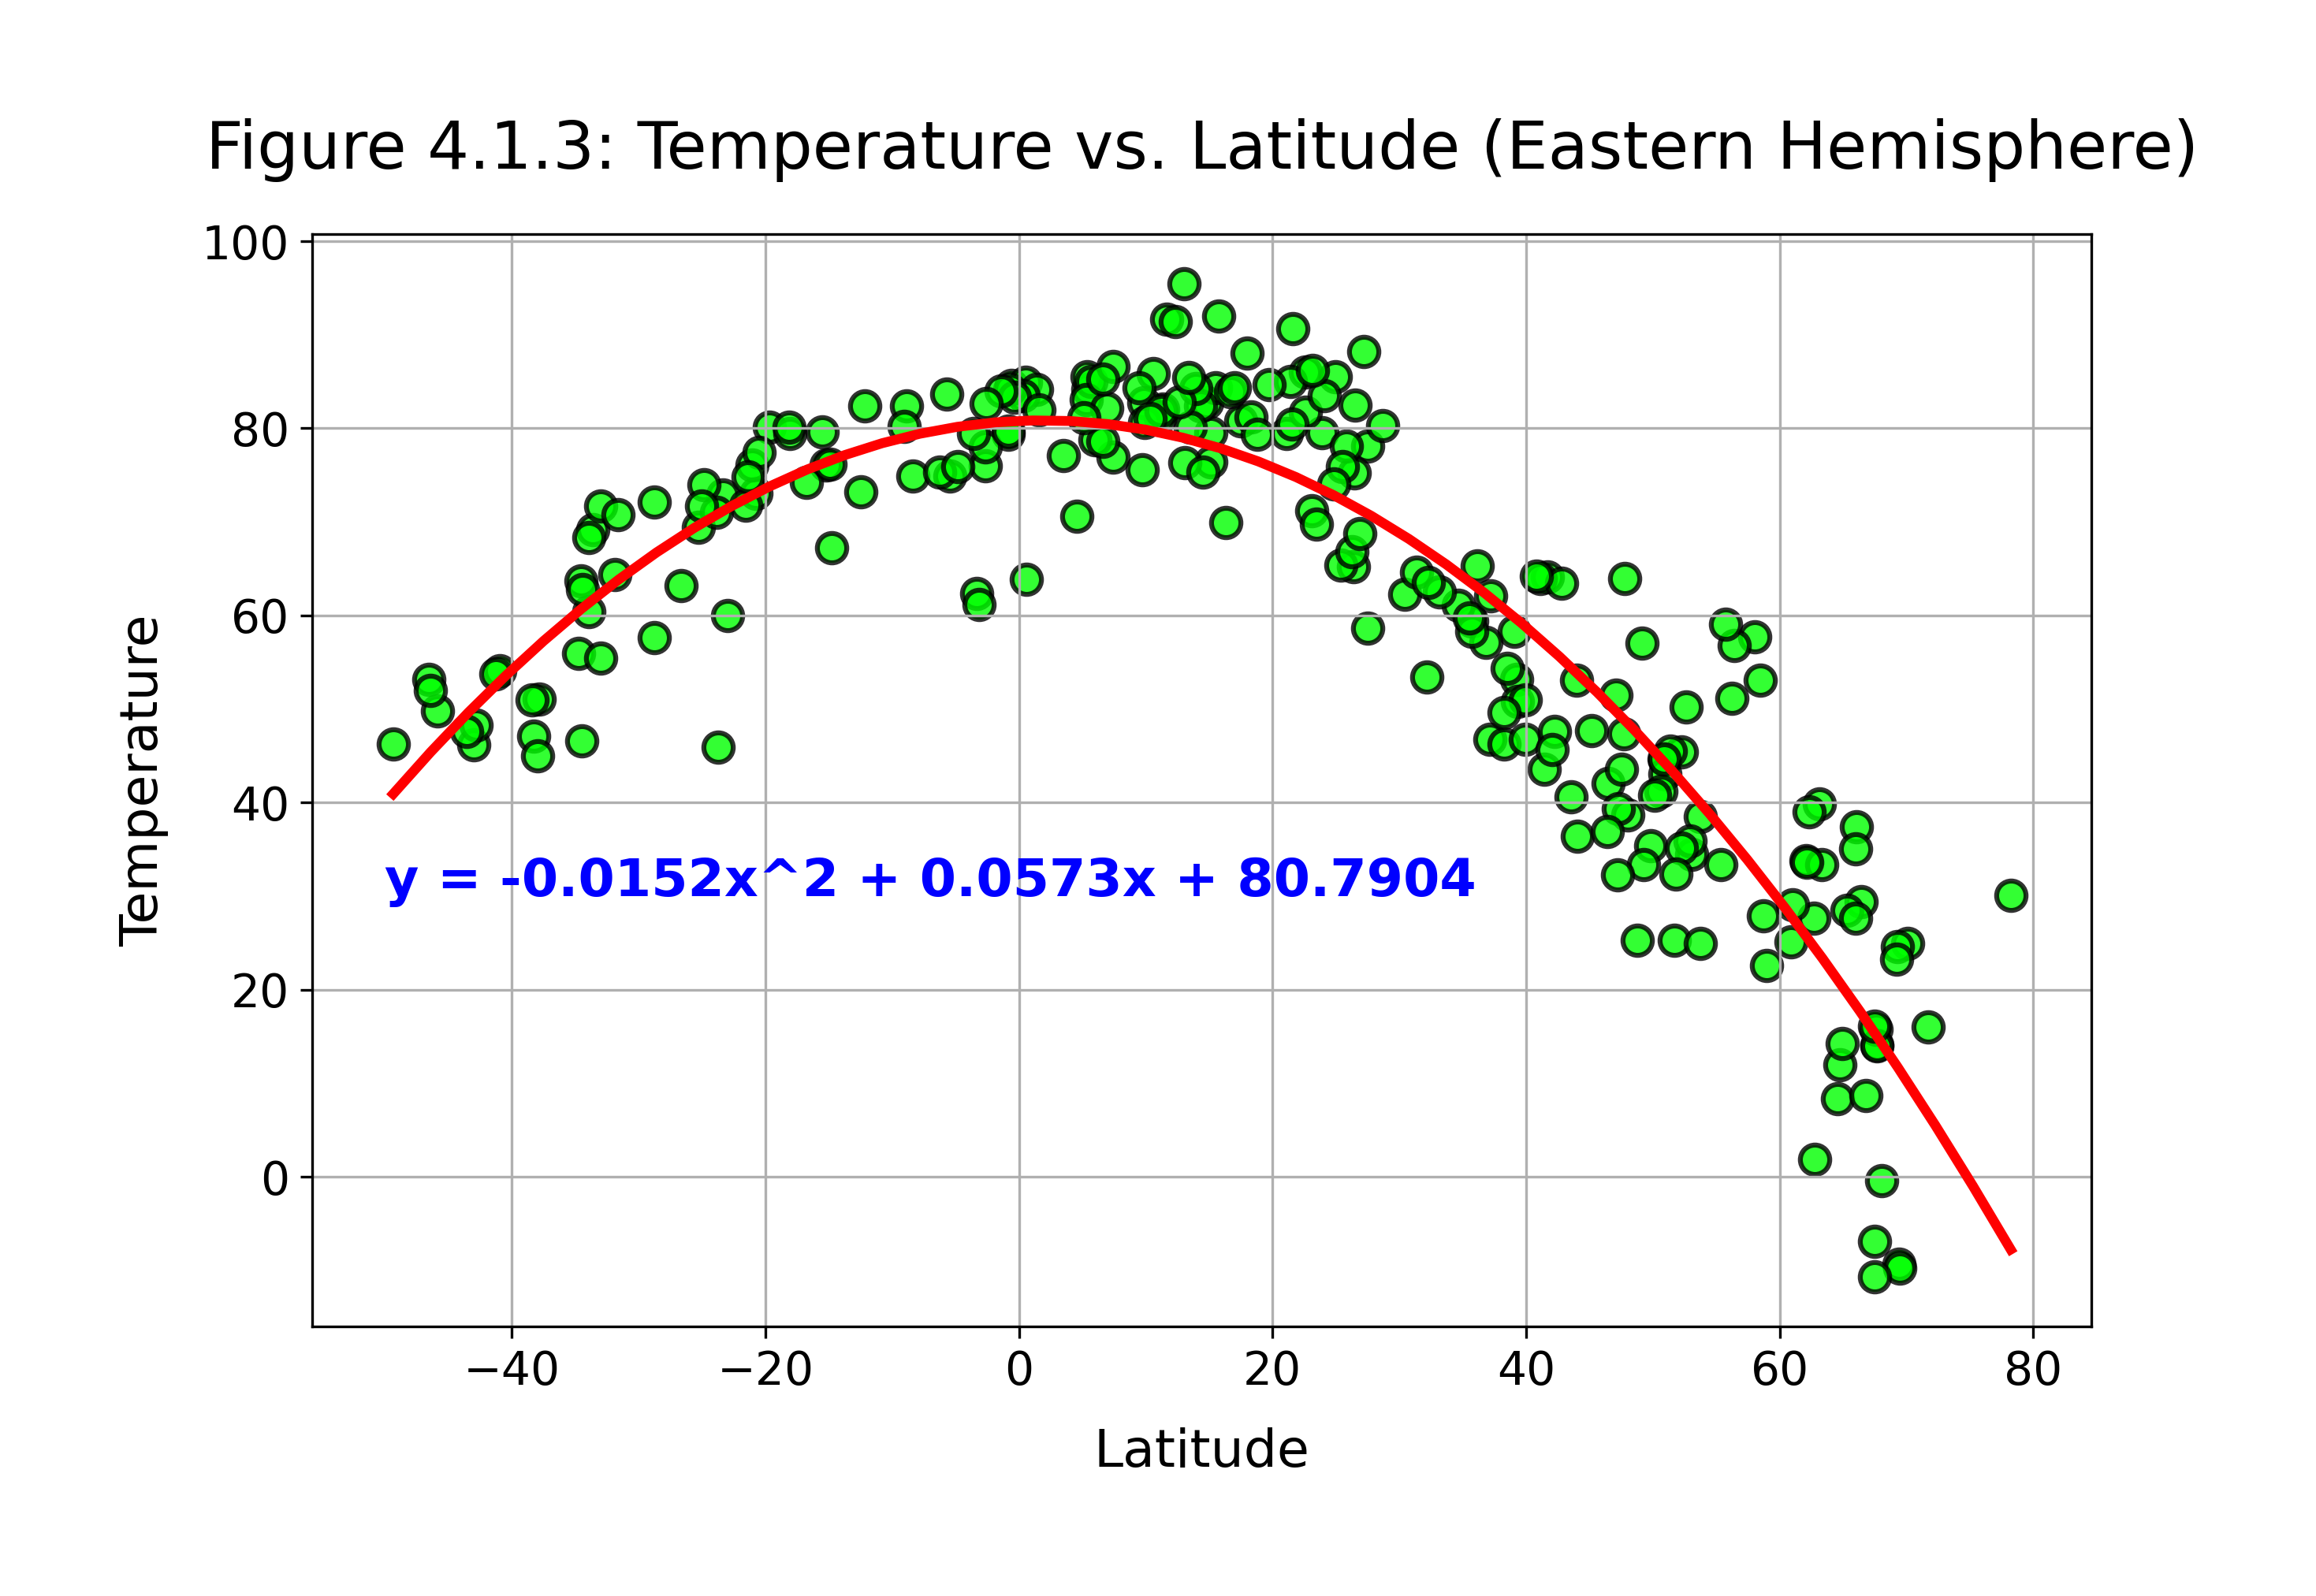 Figure 4.1.3: Temperature vs. Latitude (Eastern Hemisphere)
100
80
60
40
20
0
Temperature
y = -0.0152x^2 + 0.0573x + 80.7904
−40 −20 0 20 40 60 80
Latitude